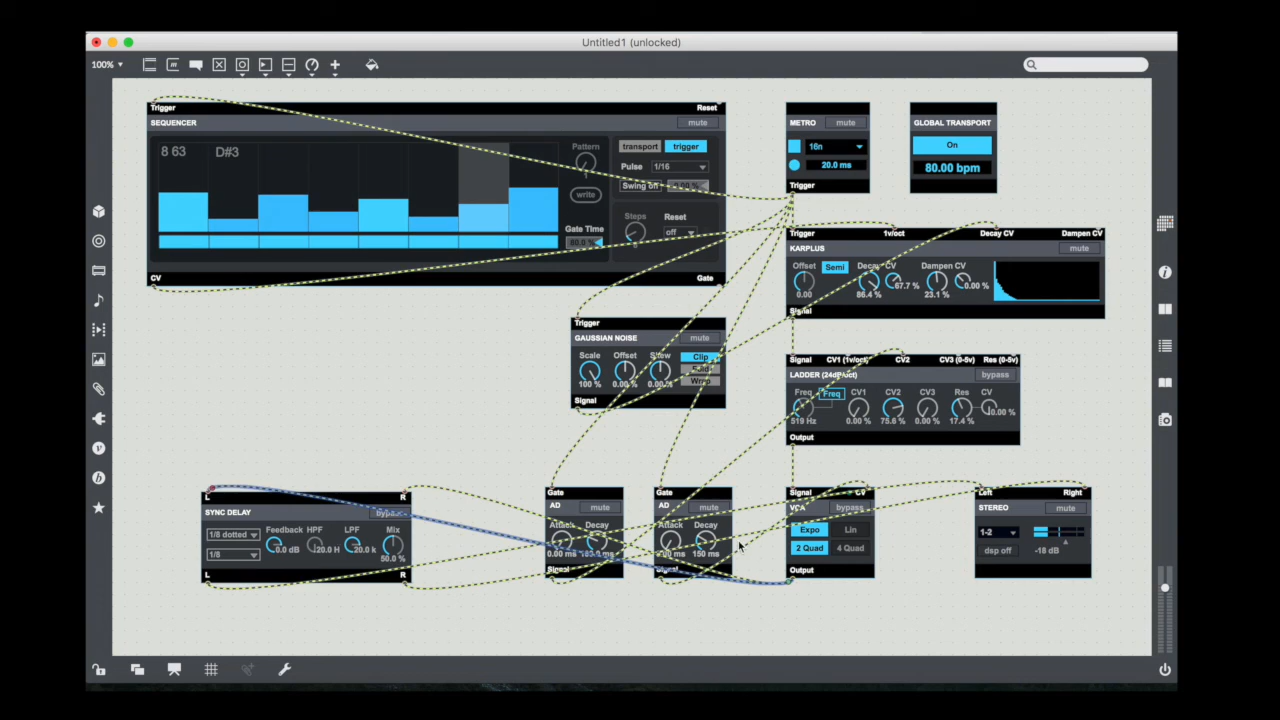 Untitled1 (unlocked)
100%
Trigger
Reset
SEQUENCER
mute
8 63
D#3
Pattern
write
Gate Time
80.0 %
transport
trigger
Pulse
1/16
Swing on
Steps
Reset
off
CV
Gate
METRO
mute
16n
20.0 ms
Trigger
GLOBAL TRANSPORT
On
80.00 bpm
Trigger
1v/oct
Decay CV
Dampen CV
KARPLUS
mute
Offset
Semi
Decay CV
Dampen CV
0.00
86.4 %
67.7 %
23.1 %
0.00 %
Signal
Trigger
GAUSSIAN NOISE
mute
Scale
Offset
Slew
Clip
Fold
Wrap
100 %
0.00 %
0.00 %
Signal
Signal
CV1 (1v/oct)
CV2
CV3 (0-5v)
Res (0-5v)
LADDER (24dB/oct)
bypass
Freq
Freq
CV1
CV2
CV3
Res
CV
519 Hz
0.00 %
75.6 %
0.00 %
17.4 %
0.00 %
Output
L
R
SYNC DELAY
bypass
1/8 dotted
1/8
Feedback
HPF
LPF
Mix
0.0 dB
20.0 H
20.0 k
50.0 %
L
R
Gate
AD
mute
Attack
Decay
0.00 ms
Signal
Gate
AD
mute
Attack
Decay
150 ms
Signal
Signal
CV
VCA
bypass
Expo
Lin
2 Quad
4 Quad
Output
Left
Right
STEREO
mute
1-2
dsp off
-18 dB